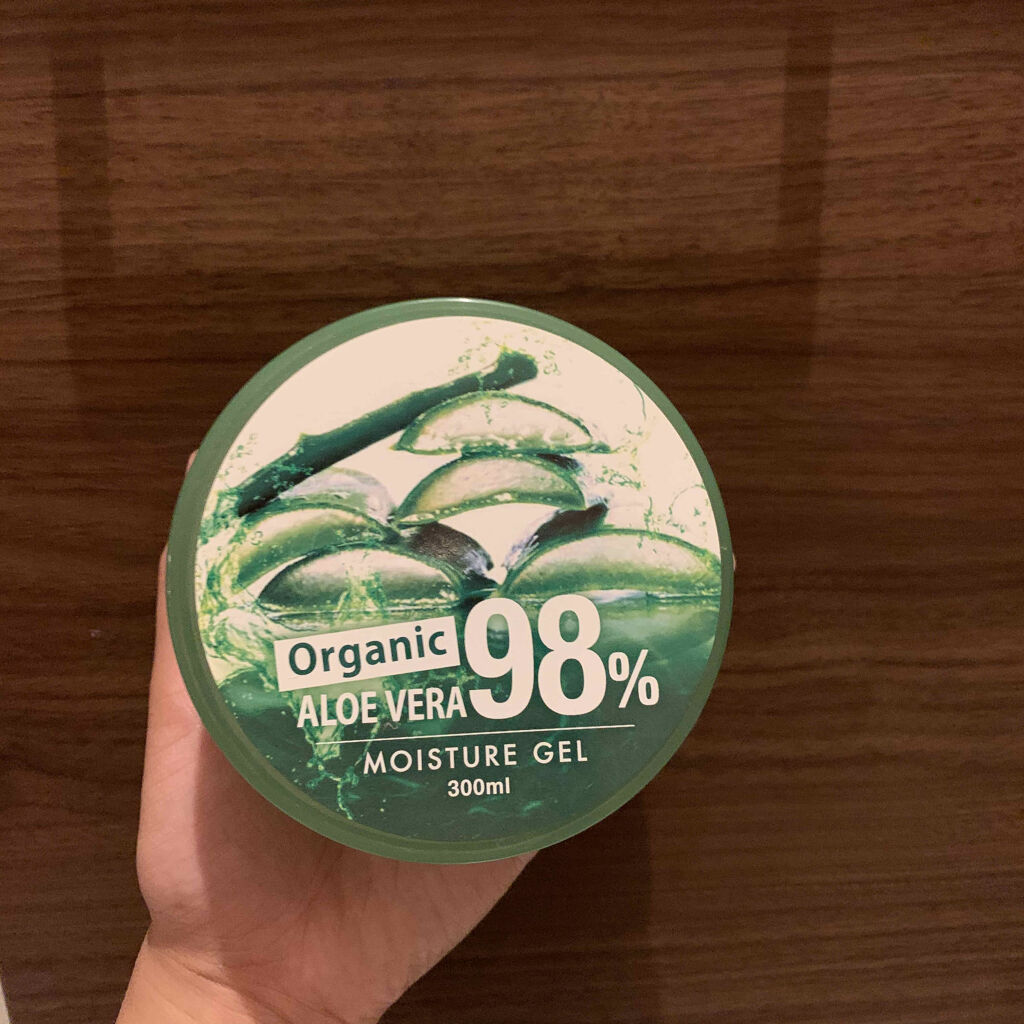 Organic
ALOE VERA 98%
MOISTURE GEL
300ml